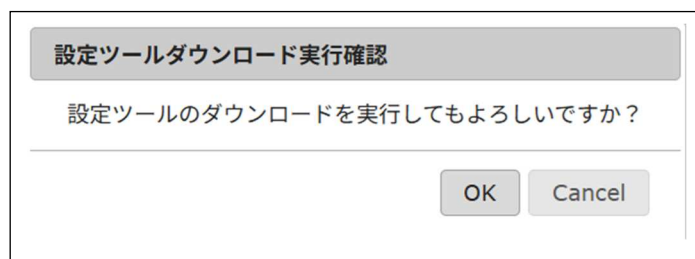 設定ツールダウンロード実行確認
設定ツールのダウンロードを実行してもよろしいですか？
OK Cancel